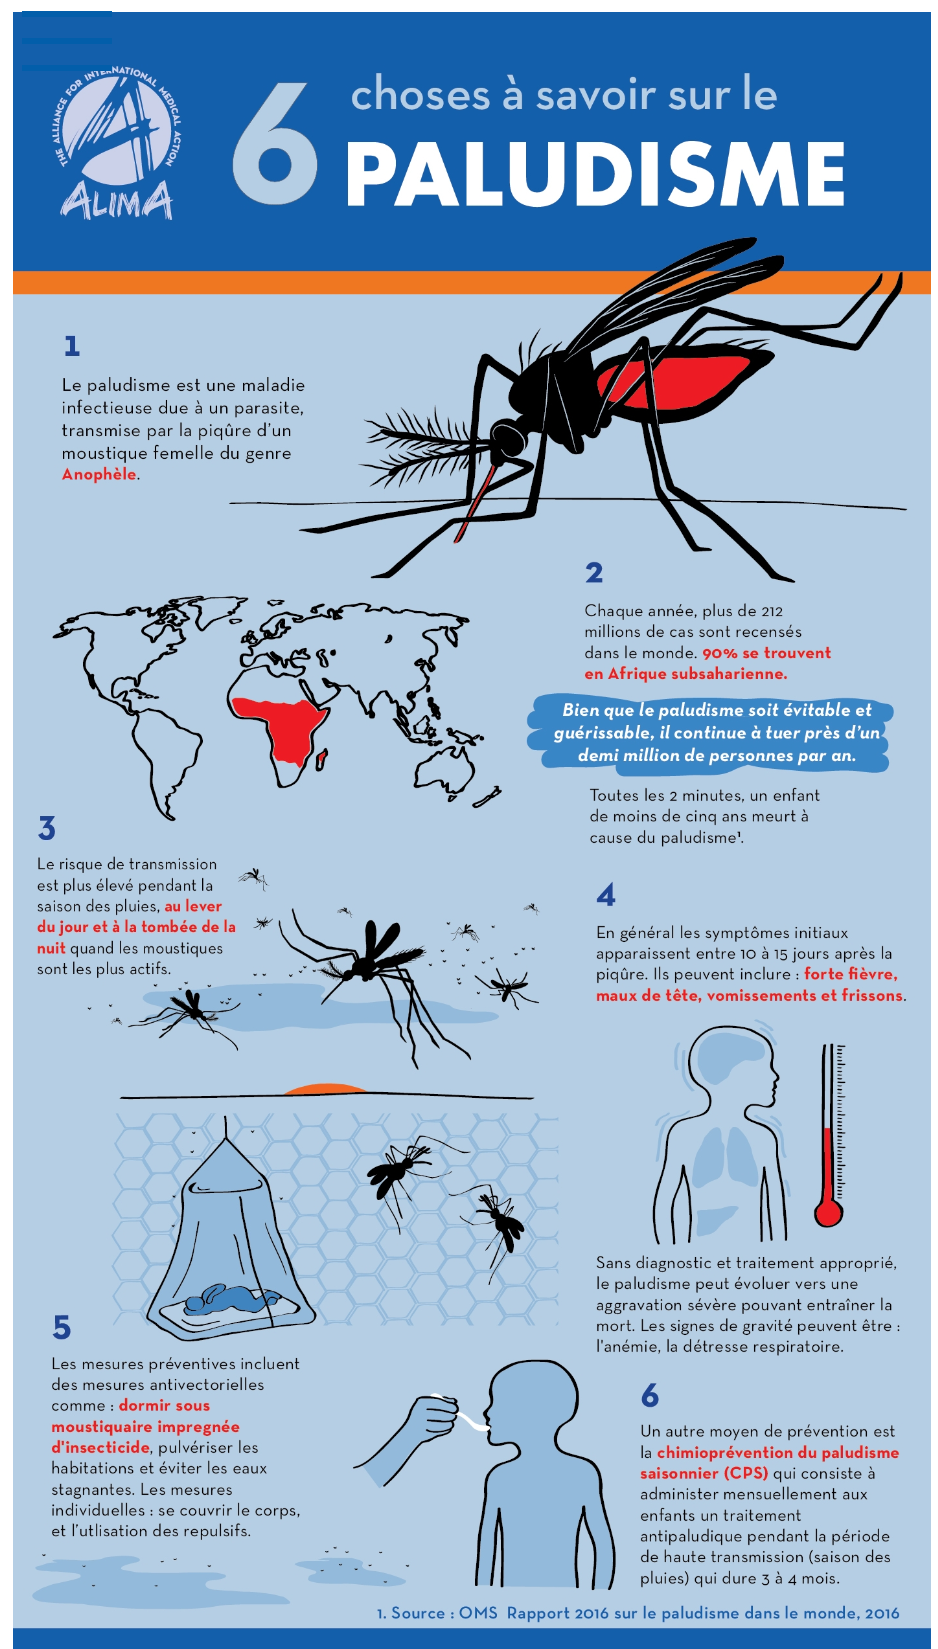 THE ALLIANCE FOR INTERNATIONAL MEDICAL ACTION
ALIMA
6 choses à savoir sur le
PALUDISME
1
Le paludisme est une maladie
infectieuse due à un parasite,
transmise par la piqûre d'un
moustique femelle du genre
Anophèle.
2
Chaque année, plus de 212
millions de cas sont recensés
dans le monde. 90% se trouvent
en Afrique subsaharienne.
Bien que le paludisme soit évitable et
guérissable, il continue à tuer près d'un
demi million de personnes par an.
Toutes les 2 minutes, un enfant
de moins de cinq ans meurt à
cause du paludisme¹.
3
Le risque de transmission
est plus élevé pendant la
saison des pluies, au lever
du jour et à la tombée de la
nuit quand les moustiques
sont les plus actifs.
4
En général les symptômes initiaux
apparaissent entre 10 à 15 jours après la
piqûre. Ils peuvent inclure : forte fièvre,
maux de tête, vomissements et frissons.
Sans diagnostic et traitement approprié,
le paludisme peut évoluer vers une
aggravation sévère pouvant entraîner la
mort. Les signes de gravité peuvent être :
l'anémie, la détresse respiratoire.
5
Les mesures préventives incluent
des mesures antivectorielles
comme : dormir sous
moustiquaire impregnée
d'insecticide, pulvériser les
habitations et éviter les eaux
stagnantes. Les mesures
individuelles : se couvrir le corps,
et l'utlisation des repulsifs.
6
Un autre moyen de prévention est
la chimioprévention du paludisme
saisonnier (CPS) qui consiste à
administer mensuellement aux
enfants un traitement
antipaludique pendant la période
de haute transmission (saison des
pluies) qui dure 3 à 4 mois.
1. Source : OMS Rapport 2016 sur le paludisme dans le monde, 2016